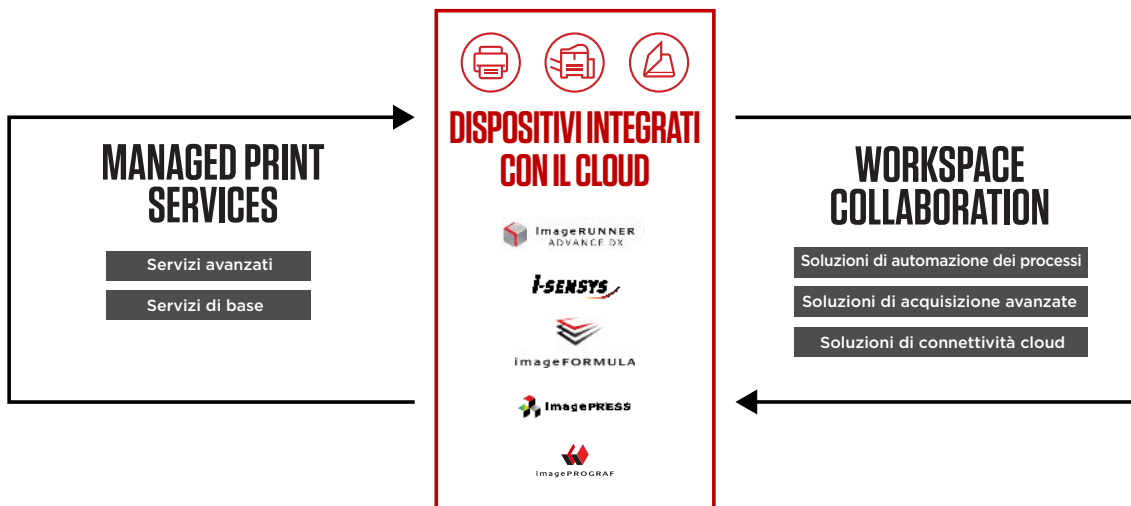 MANAGED PRINT
SERVICES
Servizi avanzati
Servizi di base
DISPOSITIVI INTEGRATI
CON IL CLOUD
imageRUNNER
ADVANCE DX
i-SENSYS
imageFORMULA
imagePRESS
imagePROGRAF
WORKSPACE
COLLABORATION
Soluzioni di automazione dei processi
Soluzioni di acquisizione avanzate
Soluzioni di connettività cloud